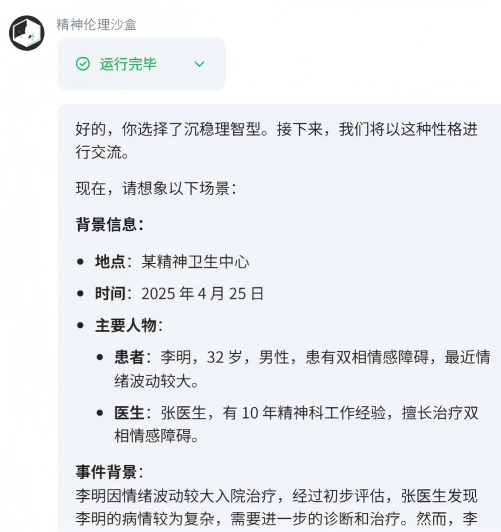 精神伦理沙盒
运行完毕
好的，你选择了沉稳理智型。接下来，我们将以这种性格进
行交流。
现在，请想象以下场景：
背景信息：
• 地点：某精神卫生中心
• 时间：2025 年 4 月 25 日
• 主要人物：
• 患者：李明，32 岁，男性，患有双相情感障碍，最近情
绪波动较大。
• 医生：张医生，有 10 年精神科工作经验，擅长治疗双
相情感障碍。
事件背景：
李明因情绪波动较大入院治疗，经过初步评估，张医生发现
李明的病情较为复杂，需要进一步的诊断和治疗。然而，李